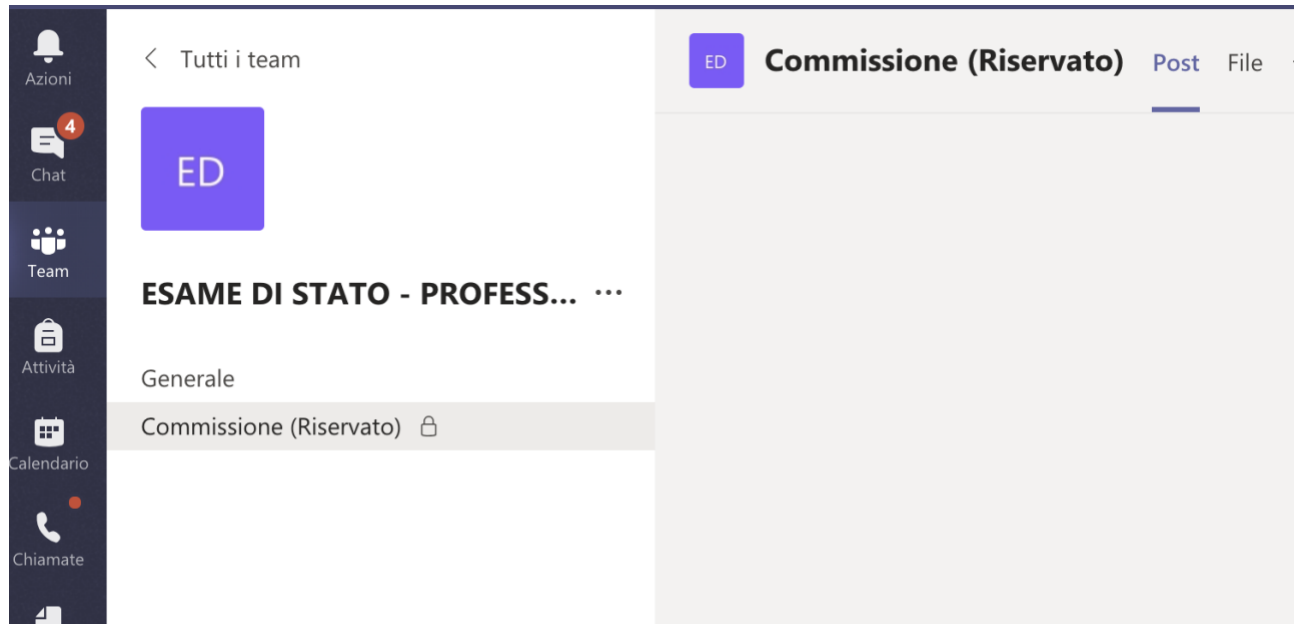 Azioni
4
Chat
Team
Attività
Calendario
Chiamate
Tutti i team
ED
ESAME DI STATO - PROFESS... ...
Generale
Commissione (Riservato)
ED Commissione (Riservato) Post File